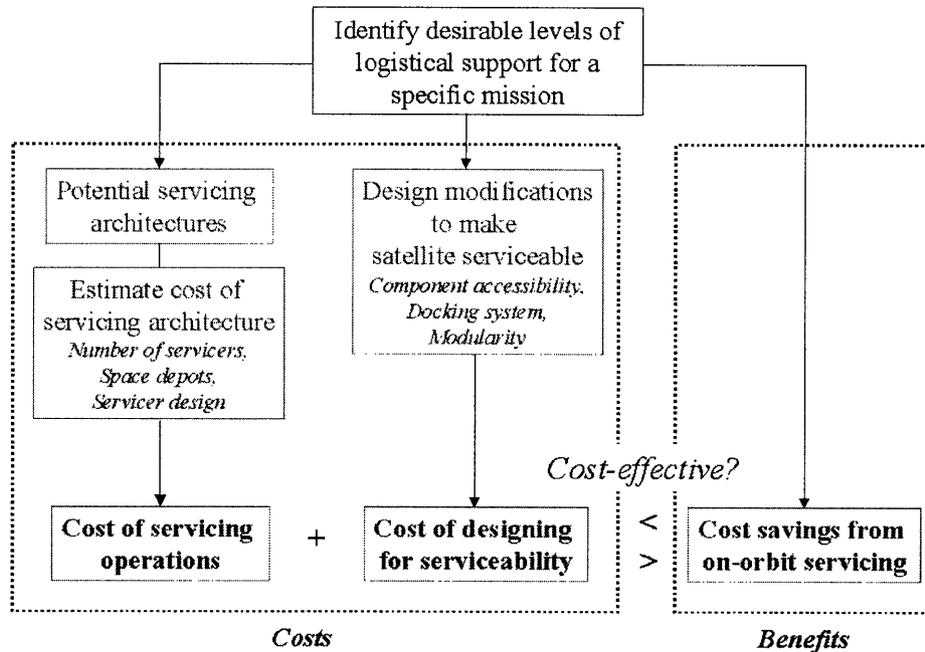 Identify desirable levels of
logistical support for a
specific mission
Potential servicing
architectures
Design modifications
to make
satellite serviceable
Component accessibility,
Docking system,
Modularity
Estimate cost of
servicing architecture
Number of servicers,
Space depots,
Servicer design
Cost-effective?
Cost of servicing
operations
+
Cost of designing
for serviceability
<
>
Cost savings from
on-orbit servicing
Costs
Benefits